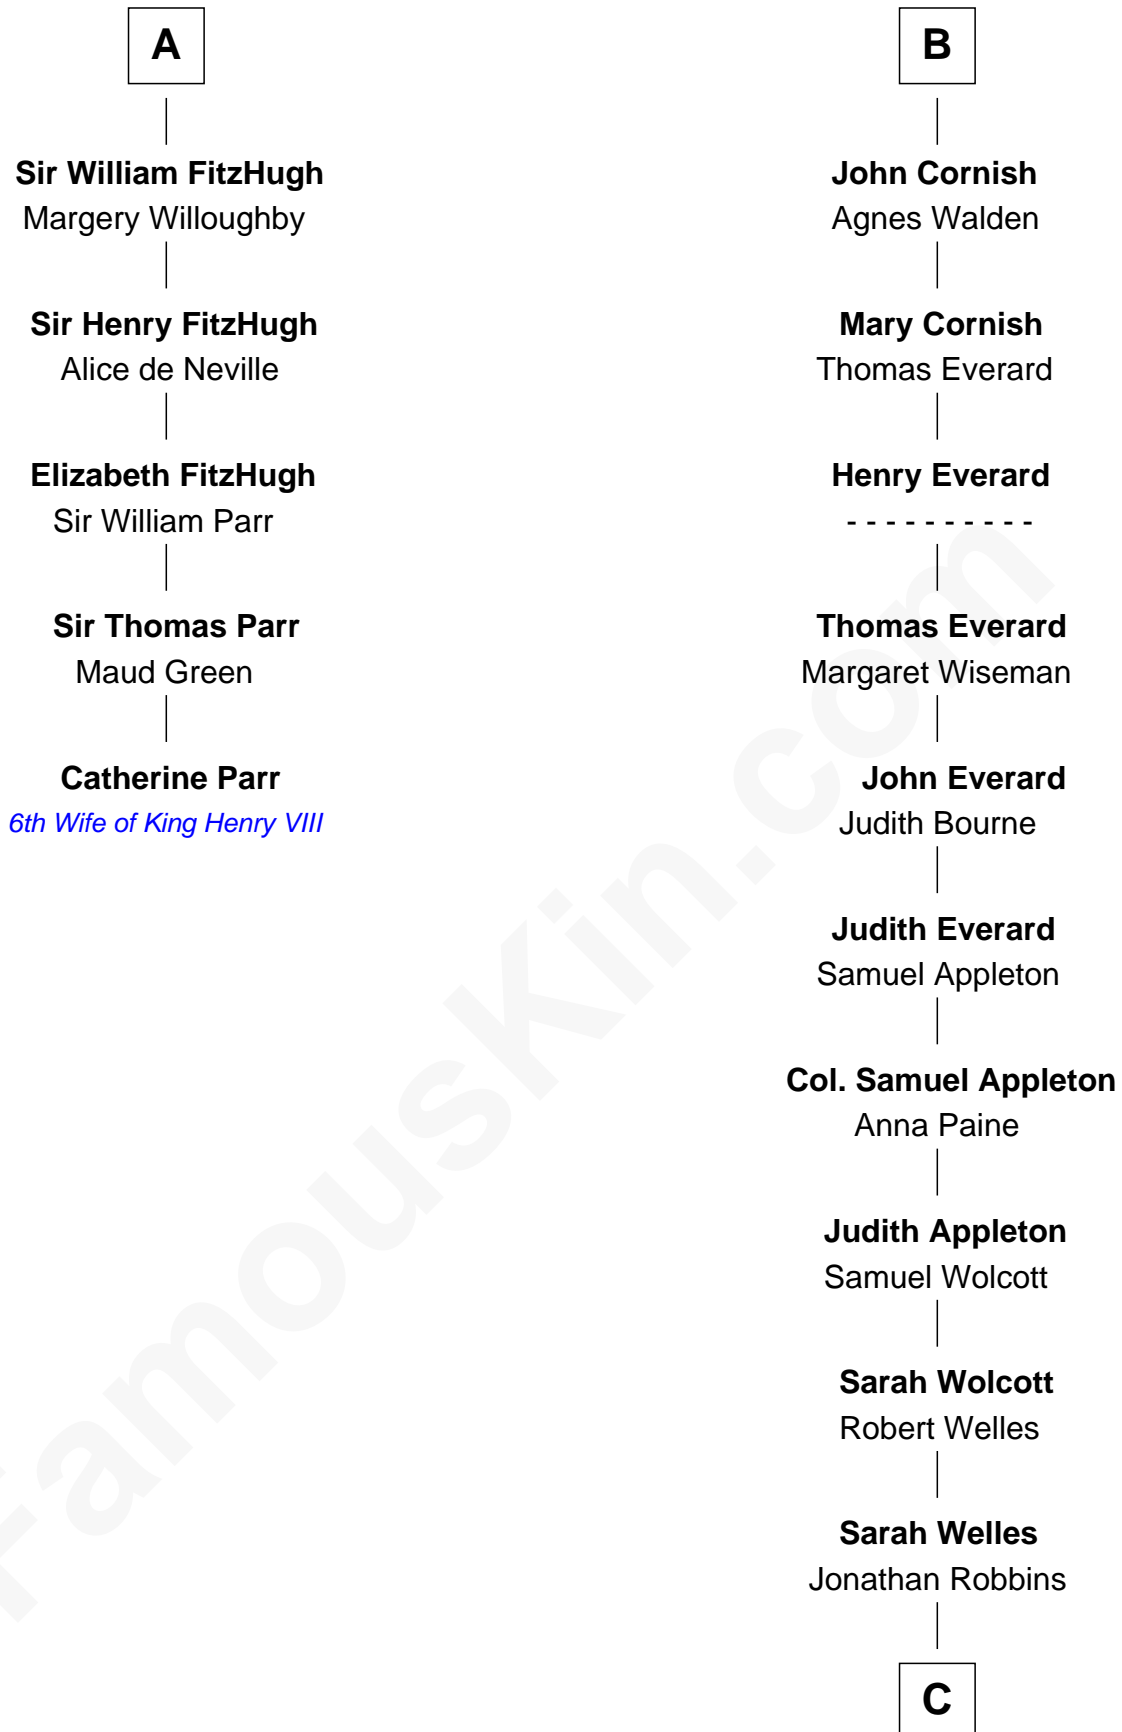 A
Sir William FitzHugh
Margery Willoughby
Sir Henry FitzHugh
Alice de Neville
Elizabeth FitzHugh
Sir William Parr
Sir Thomas Parr
Maud Green
Catherine Parr
6th Wife of King Henry VIII
B
John Cornish
Agnes Walden
Mary Cornish
Thomas Everard
Henry Everard
- - - - - - - - - -
Thomas Everard
Margaret Wiseman
John Everard
Judith Bourne
Judith Everard
Samuel Appleton
Col. Samuel Appleton
Anna Paine
Judith Appleton
Samuel Wolcott
Sarah Wolcott
Robert Welles
Sarah Welles
Jonathan Robbins
C
FamousKin.com